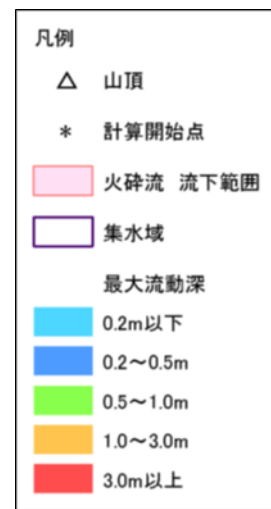 凡例
△ 山頂
* 計算開始点
火砕流 流下範囲
集水域
最大流動深
0.2m以下
0.2~0.5m
0.5~1.0m
1.0~3.0m
3.0m以上